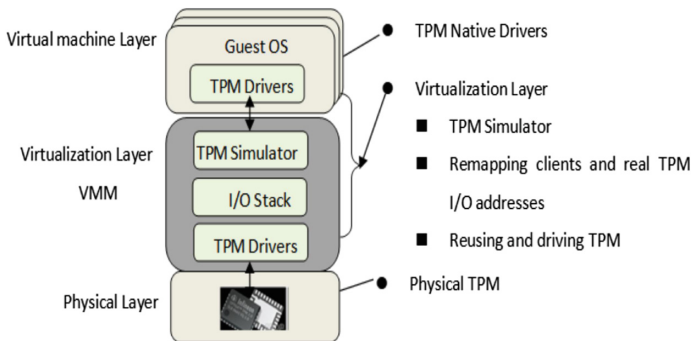 Virtual machine Layer
Guest OS
TPM Drivers
Virtualization Layer
VMM
TPM Simulator
I/O Stack
TPM Drivers
Physical Layer
TPM Native Drivers
Virtualization Layer
TPM Simulator
Remapping clients and real TPM
I/O addresses
Reusing and driving TPM
Physical TPM